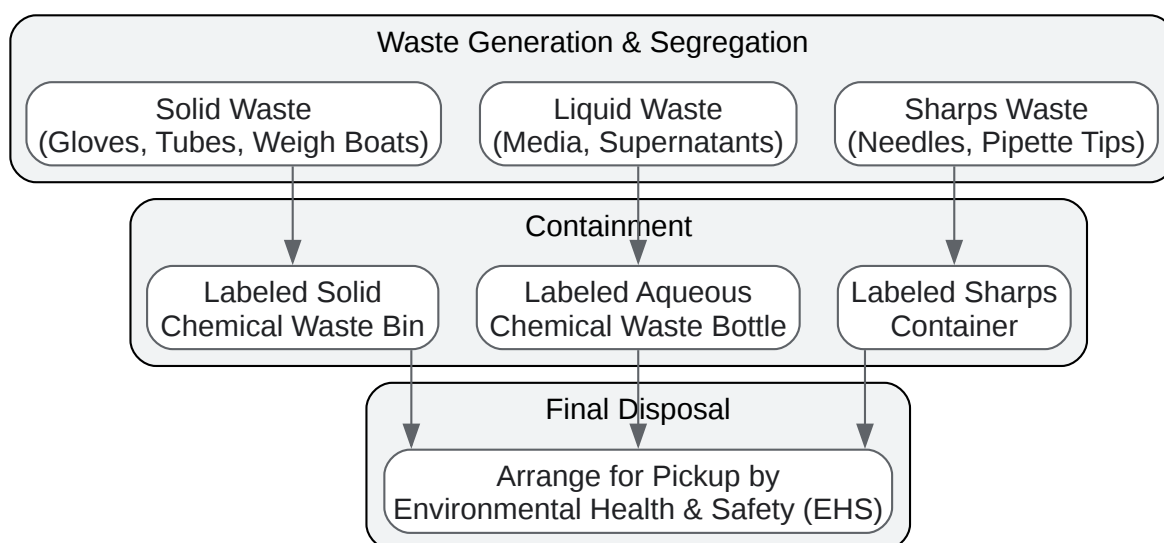 Waste Generation & Segregation
Solid Waste
(Gloves, Tubes, Weigh Boats)
Liquid Waste
(Media, Supernatants)
Sharps Waste
(Needles, Pipette Tips)
Containment
Labeled Solid
Chemical Waste Bin
Labeled Aqueous
Chemical Waste Bottle
Labeled Sharps
Container
Final Disposal
Arrange for Pickup by
Environmental Health & Safety (EHS)